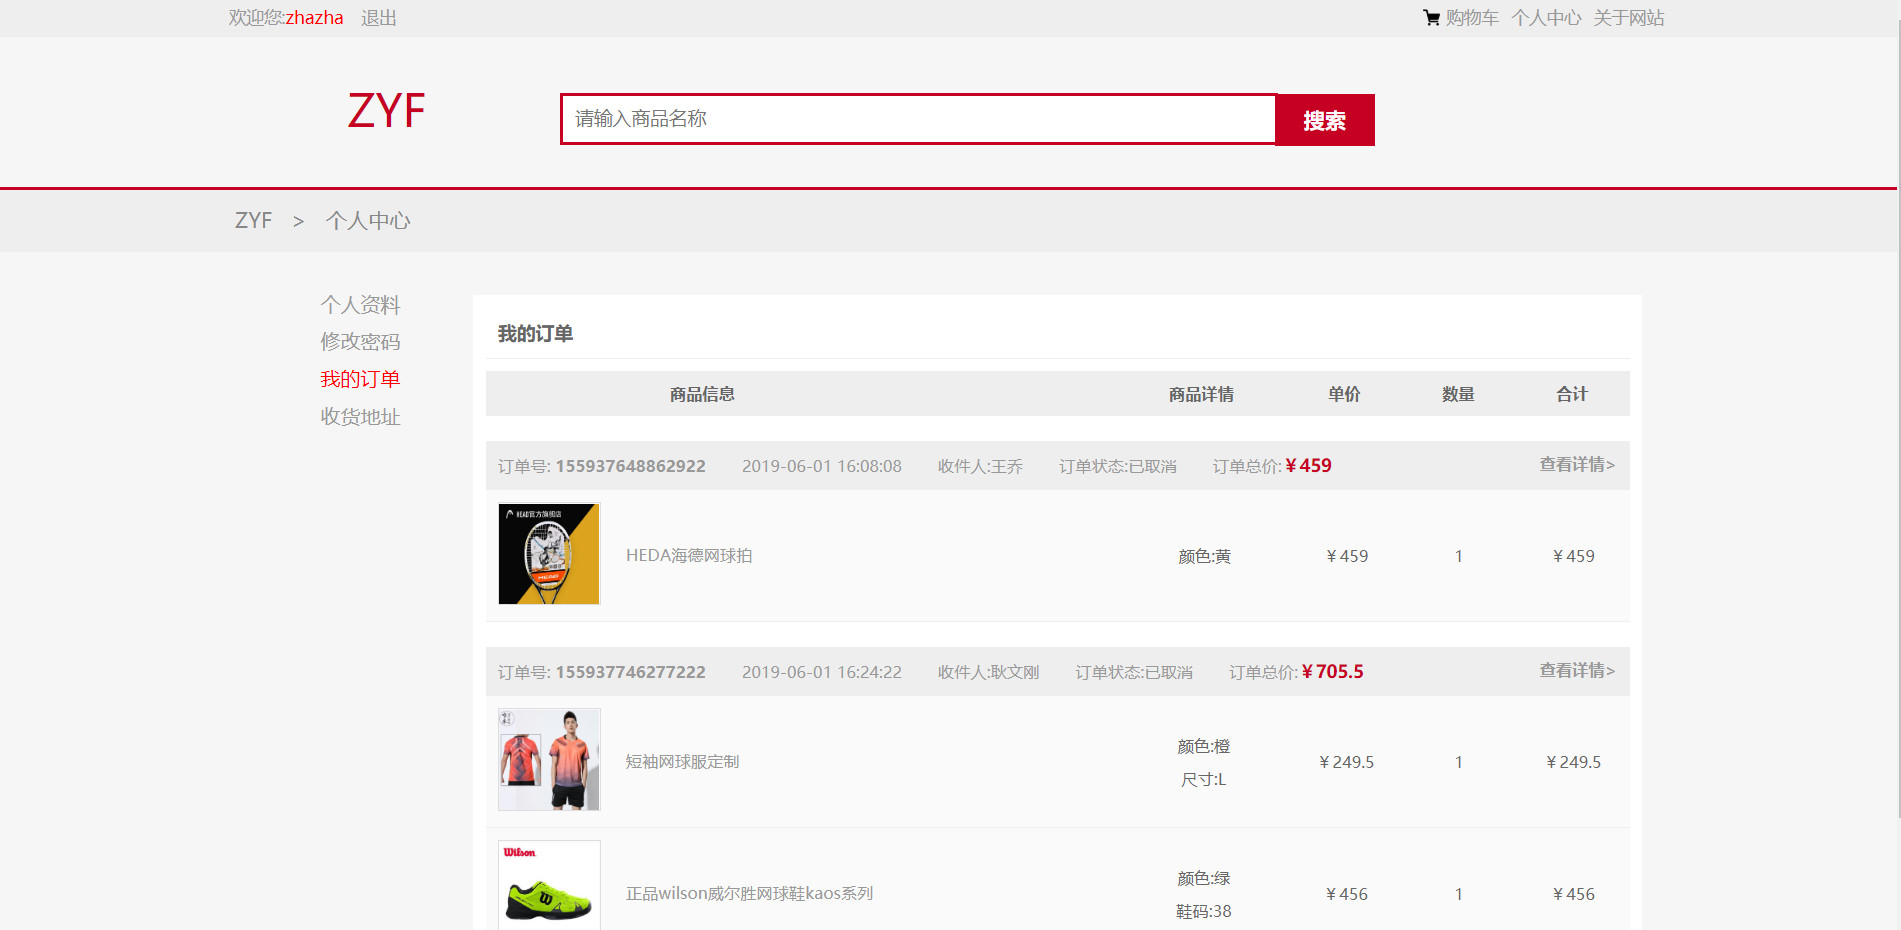 欢迎您:zhazha 退出 购物车 个人中心 关于网站
ZYF 请输入商品名称 搜索
ZYF > 个人中心
个人资料
修改密码
我的订单
收货地址
我的订单
商品信息 商品详情 单价 数量 合计
订单号: 155937648862922 2019-06-01 16:08:08 收件人:王乔 订单状态:已取消 订单总价:￥459 查看详情>
HEAD官方旗舰店
HEAD
HEDA海德网球拍 颜色:黄 ￥459 1 ￥459
订单号: 155937746277222 2019-06-01 16:24:22 收件人:耿文刚 订单状态:已取消 订单总价:￥705.5 查看详情>
短袖网球服定制 颜色:橙 ￥249.5 1 ￥249.5
尺寸:L
Wilson
正品wilson威尔胜网球鞋kaos系列 颜色:绿 ￥456 1 ￥456
鞋码:38